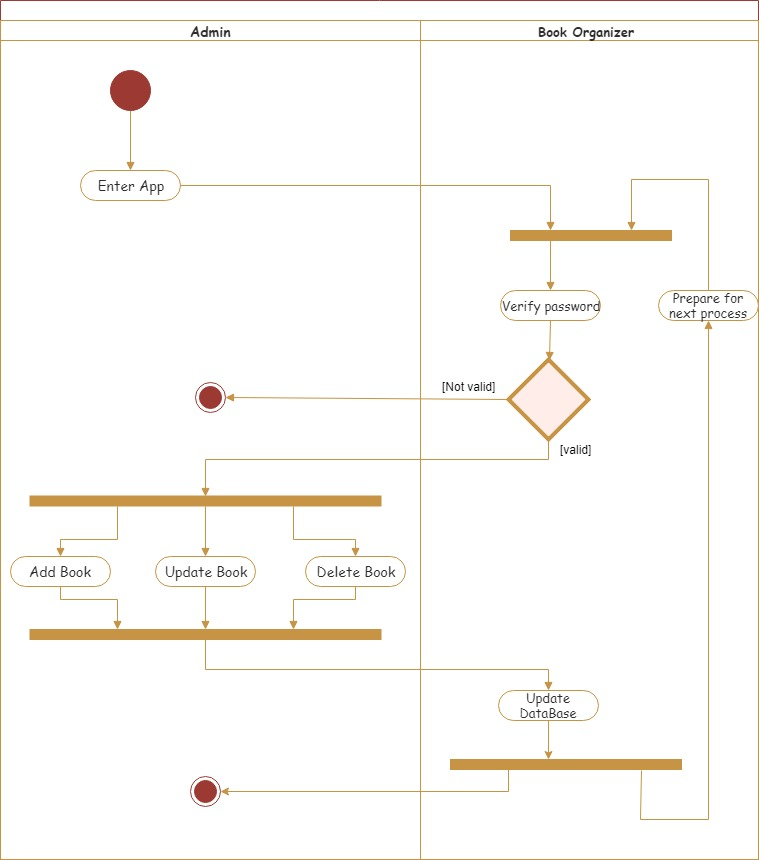 Admin
Book Organizer
Enter App
Verify password
Prepare for
next process
[Not valid]
[valid]
Add Book
Update Book
Delete Book
Update
DataBase